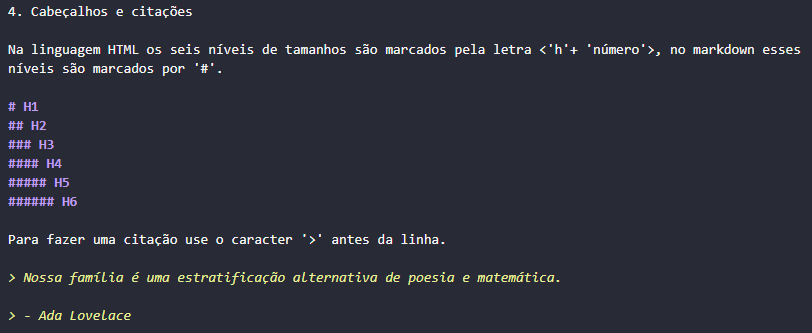 4. Cabeçalhos e citações
Na linguagem HTML os seis níveis de tamanhos são marcados pela letra <'h'+ 'número'>, no markdown esses
níveis são marcados por '#'.
# H1
## H2
### H3
#### H4
##### H5
###### H6
Para fazer uma citação use o caracter '>' antes da linha.
> Nossa família é uma estratificação alternativa de poesia e matemática.
> - Ada Lovelace